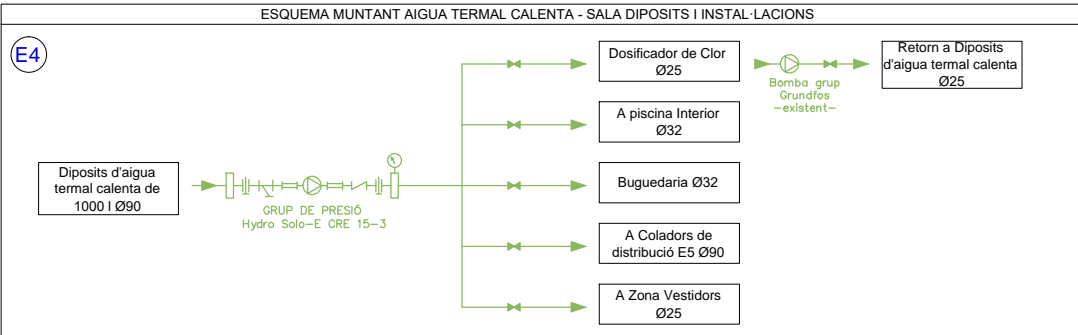 ESQUEMA MUNTANT AIGUA TERMAL CALENTA - SALA DIPOSITS I INSTAL·LACIONS
E4
Diposits d'aigua
termal calenta de
1000 l Ø90
GRUP DE PRESIÓ
Hydro Solo-E CRE 15-3
Dosificador de Clor
Ø25
Bomba grup
Grundfos
-existent-
Retorn a Diposits
d'aigua termal calenta
Ø25
A piscina Interior
Ø32
Buguedaria Ø32
A Coladors de
distribució E5 Ø90
A Zona Vestidors
Ø25